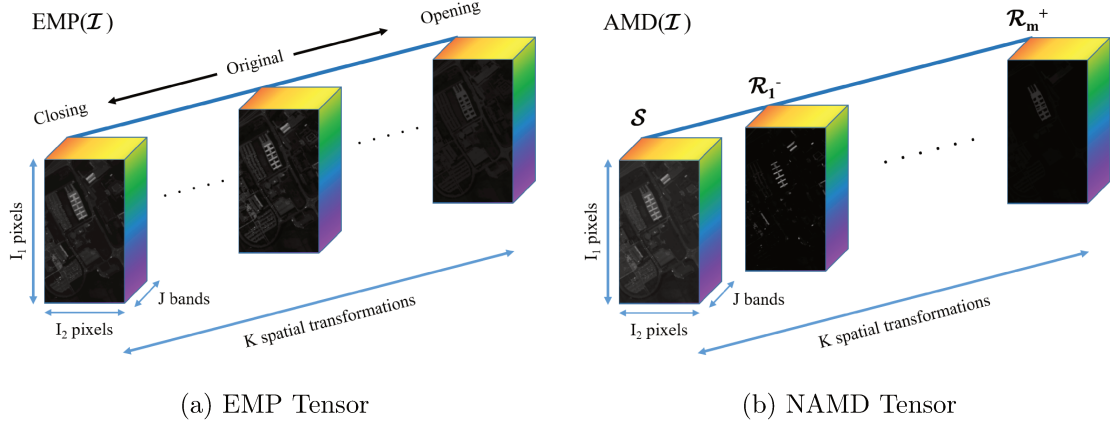 EMP(𝓘)
Opening
Original
Closing
I₁ pixels
I₂ pixels
J bands
K spatial transformations
(a) EMP Tensor
AMD(𝓘)
𝓡ₘ⁺
𝓡₁⁻
𝓢
I₁ pixels
I₂ pixels
J bands
K spatial transformations
(b) NAMD Tensor